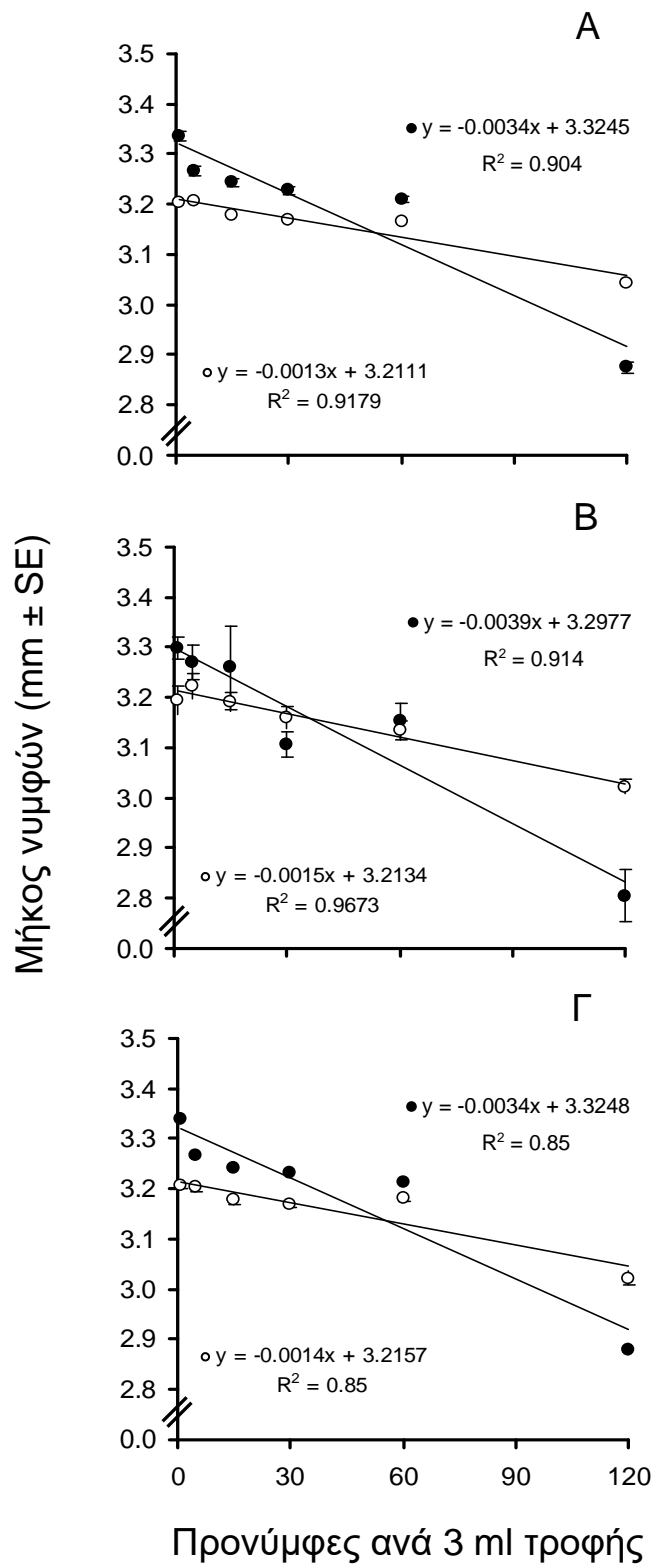 Α
3.5
3.4
3.3
3.2
3.1
3.0
2.9
2.8
0.0
● y = -0.0034x + 3.3245
R² = 0.904
○ y = -0.0013x + 3.2111
R² = 0.9179
Β
3.5
3.4
3.3
3.2
3.1
3.0
2.9
2.8
0.0
● y = -0.0039x + 3.2977
R² = 0.914
○ y = -0.0015x + 3.2134
R² = 0.9673
Μήκος νυμφών (mm ± SE)
Γ
3.5
3.4
3.3
3.2
3.1
3.0
2.9
2.8
0.0
● y = -0.0034x + 3.3248
R² = 0.85
○ y = -0.0014x + 3.2157
R² = 0.85
0 30 60 90 120
Προνύμφες ανά 3 ml τροφής